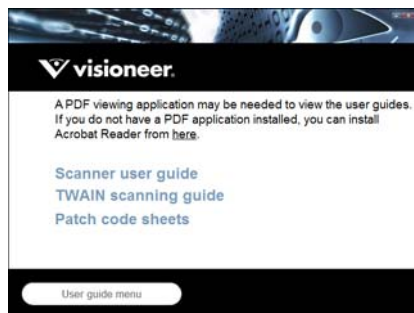 visioneer.
A PDF viewing application may be needed to view the user guides.
If you do not have a PDF application installed, you can install
Acrobat Reader from here.
Scanner user guide
TWAIN scanning guide
Patch code sheets
User guide menu